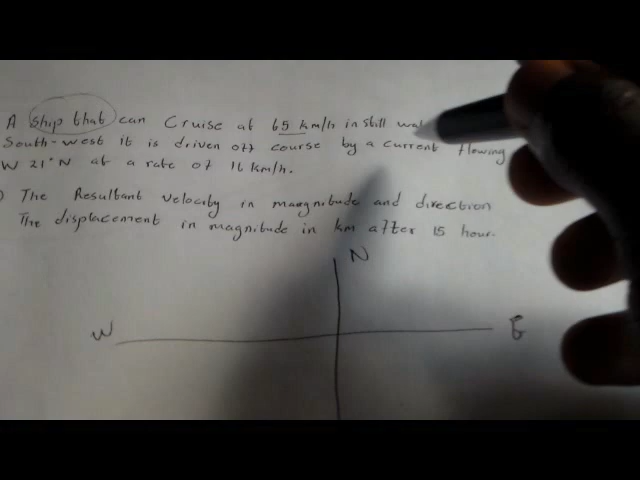 A ship that can Cruise at 65 km/h in still
South-west it is driven off course by a current flowing
W 21° N at a rate of 16 km/h.
) The Resultant velocity in maagnitude and direction
The displacement in magnitude in km after 15 hour.
N
W E